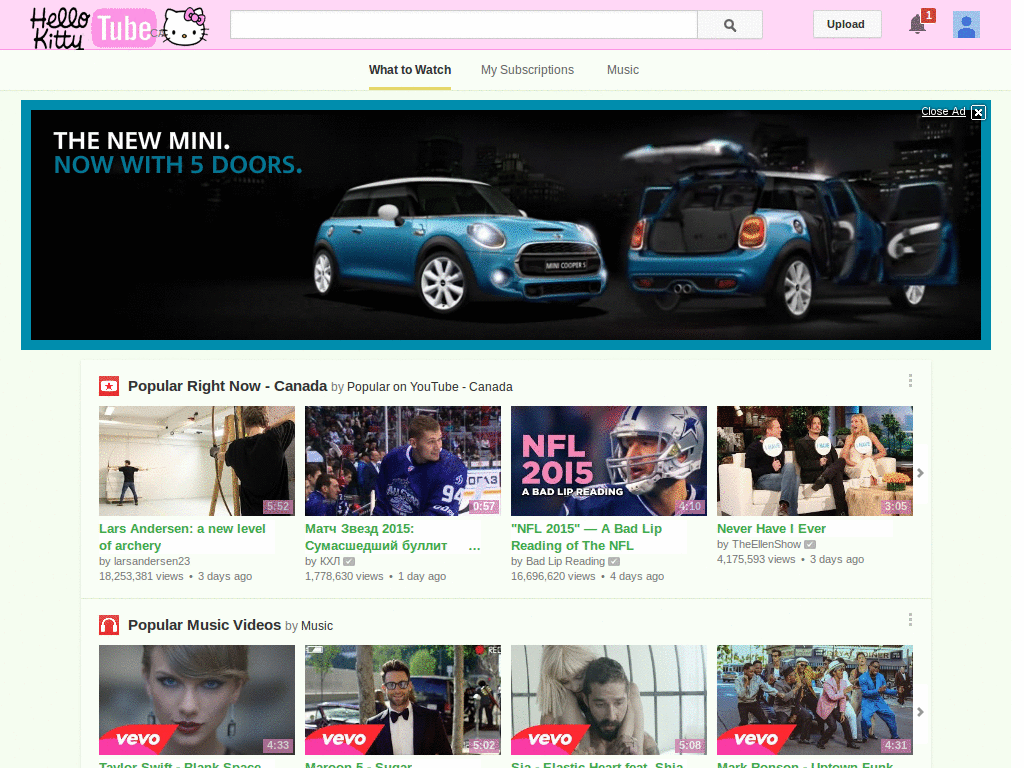 Hello Kitty Tube CA
Upload
1
What to Watch My Subscriptions Music
Close Ad
THE NEW MINI.
NOW WITH 5 DOORS.
MINI COOPER S
Popular Right Now - Canada by Popular on YouTube - Canada
5:52
94
0:57
NFL
2015
A BAD LIP READING
4:10
3:05
Lars Andersen: a new level
of archery
by larsandersen23
18,253,381 views • 3 days ago
Матч Звезд 2015:
Сумасшедший буллит ...
by КХЛ
1,778,630 views • 1 day ago
"NFL 2015" — A Bad Lip
Reading of The NFL
by Bad Lip Reading
16,696,620 views • 4 days ago
Never Have I Ever
by TheEllenShow
4,175,593 views • 3 days ago
Popular Music Videos by Music
vevo
4:33
REC
vevo
5:02
vevo
5:08
vevo
4:31
Taylor Swift - Blank Space
Maroon 5 - Sugar
Sia - Elastic Heart feat. Shia
Mark Ronson - Uptown Funk